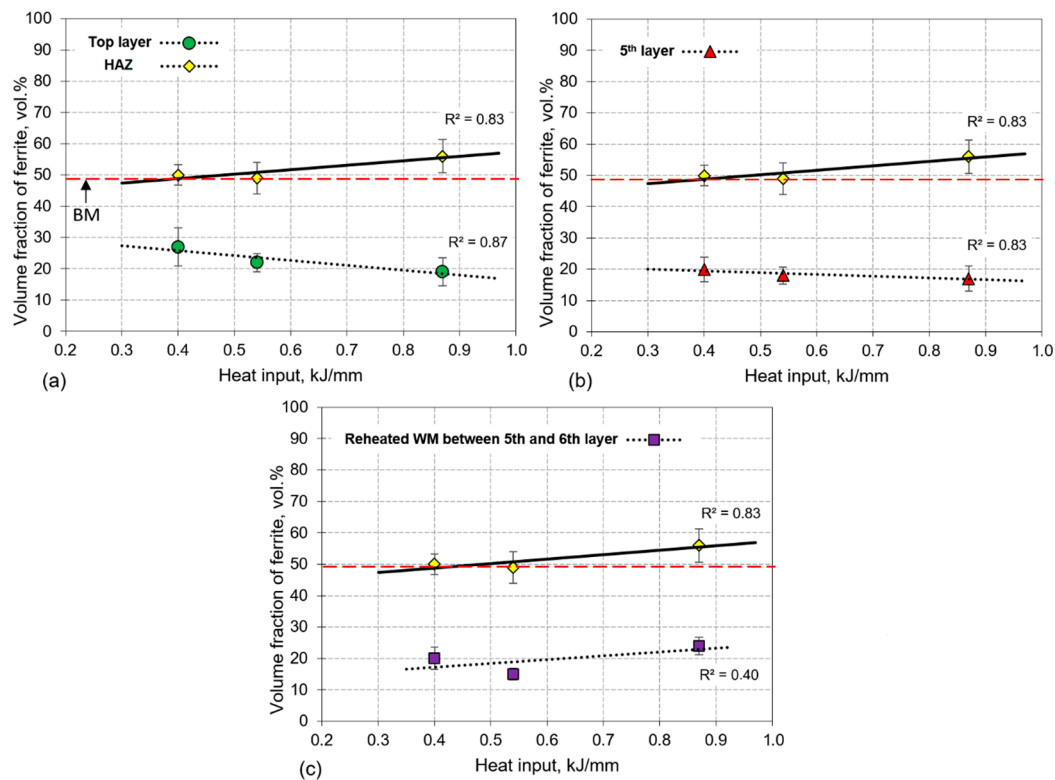 100
90
80
70
60
50
40
30
20
10
0
Volume fraction of ferrite, vol.%
Top layer
HAZ
R² = 0.83
BM
R² = 0.87
0.2 0.3 0.4 0.5 0.6 0.7 0.8 0.9 1.0
Heat input, kJ/mm
(a)
100
90
80
70
60
50
40
30
20
10
0
Volume fraction of ferrite, vol.%
5th layer
R² = 0.83
R² = 0.83
0.2 0.3 0.4 0.5 0.6 0.7 0.8 0.9 1.0
Heat input, kJ/mm
(b)
100
90
80
70
60
50
40
30
20
10
0
Volume fraction of ferrite, vol.%
Reheated WM between 5th and 6th layer
R² = 0.83
R² = 0.40
0.2 0.3 0.4 0.5 0.6 0.7 0.8 0.9 1.0
Heat input, kJ/mm
(c)